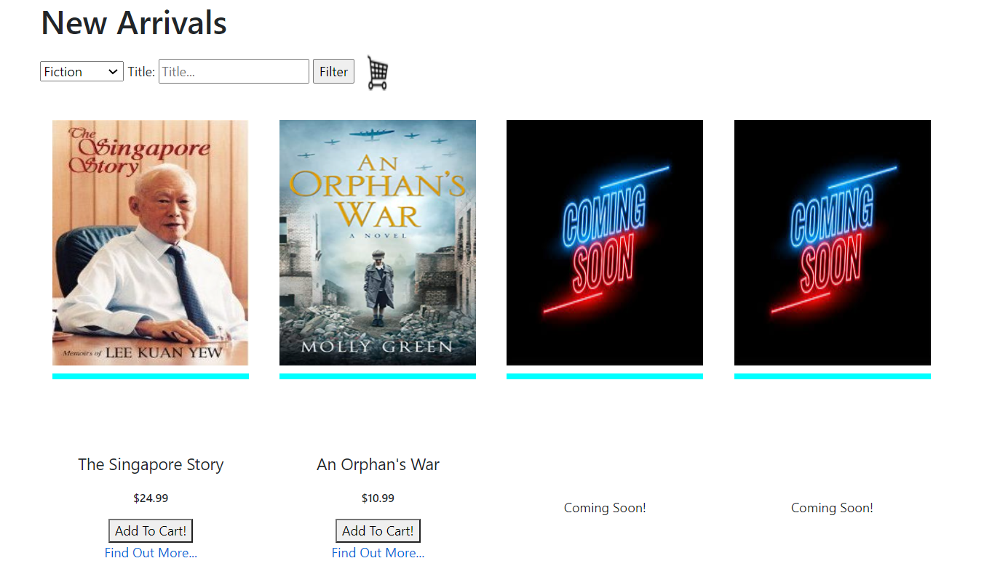 New Arrivals
Fiction Title: Title... Filter
The
Singapore
Story
Memoirs of LEE KUAN YEW
AN
ORPHAN'S
WAR
A NOVEL
MOLLY GREEN
COMING
SOON
COMING
SOON
The Singapore Story
$24.99
Add To Cart!
Find Out More...
An Orphan's War
$10.99
Add To Cart!
Find Out More...
Coming Soon!
Coming Soon!